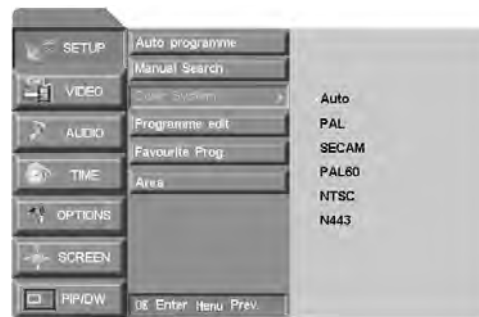 SETUP
VIDEO
AUDIO
TIME
OPTIONS
SCREEN
PIP/DW
Auto programme
Manual Search
System
Programme edit
Favourite Prog
Area
OK Enter Menu Prev.
Auto
PAL
SECAM
PAL60
NTSC
N443